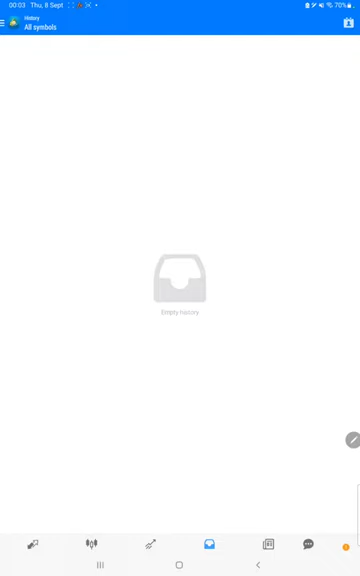 00:03 Thu, 8 Sept
70%
History
All symbols
Empty history